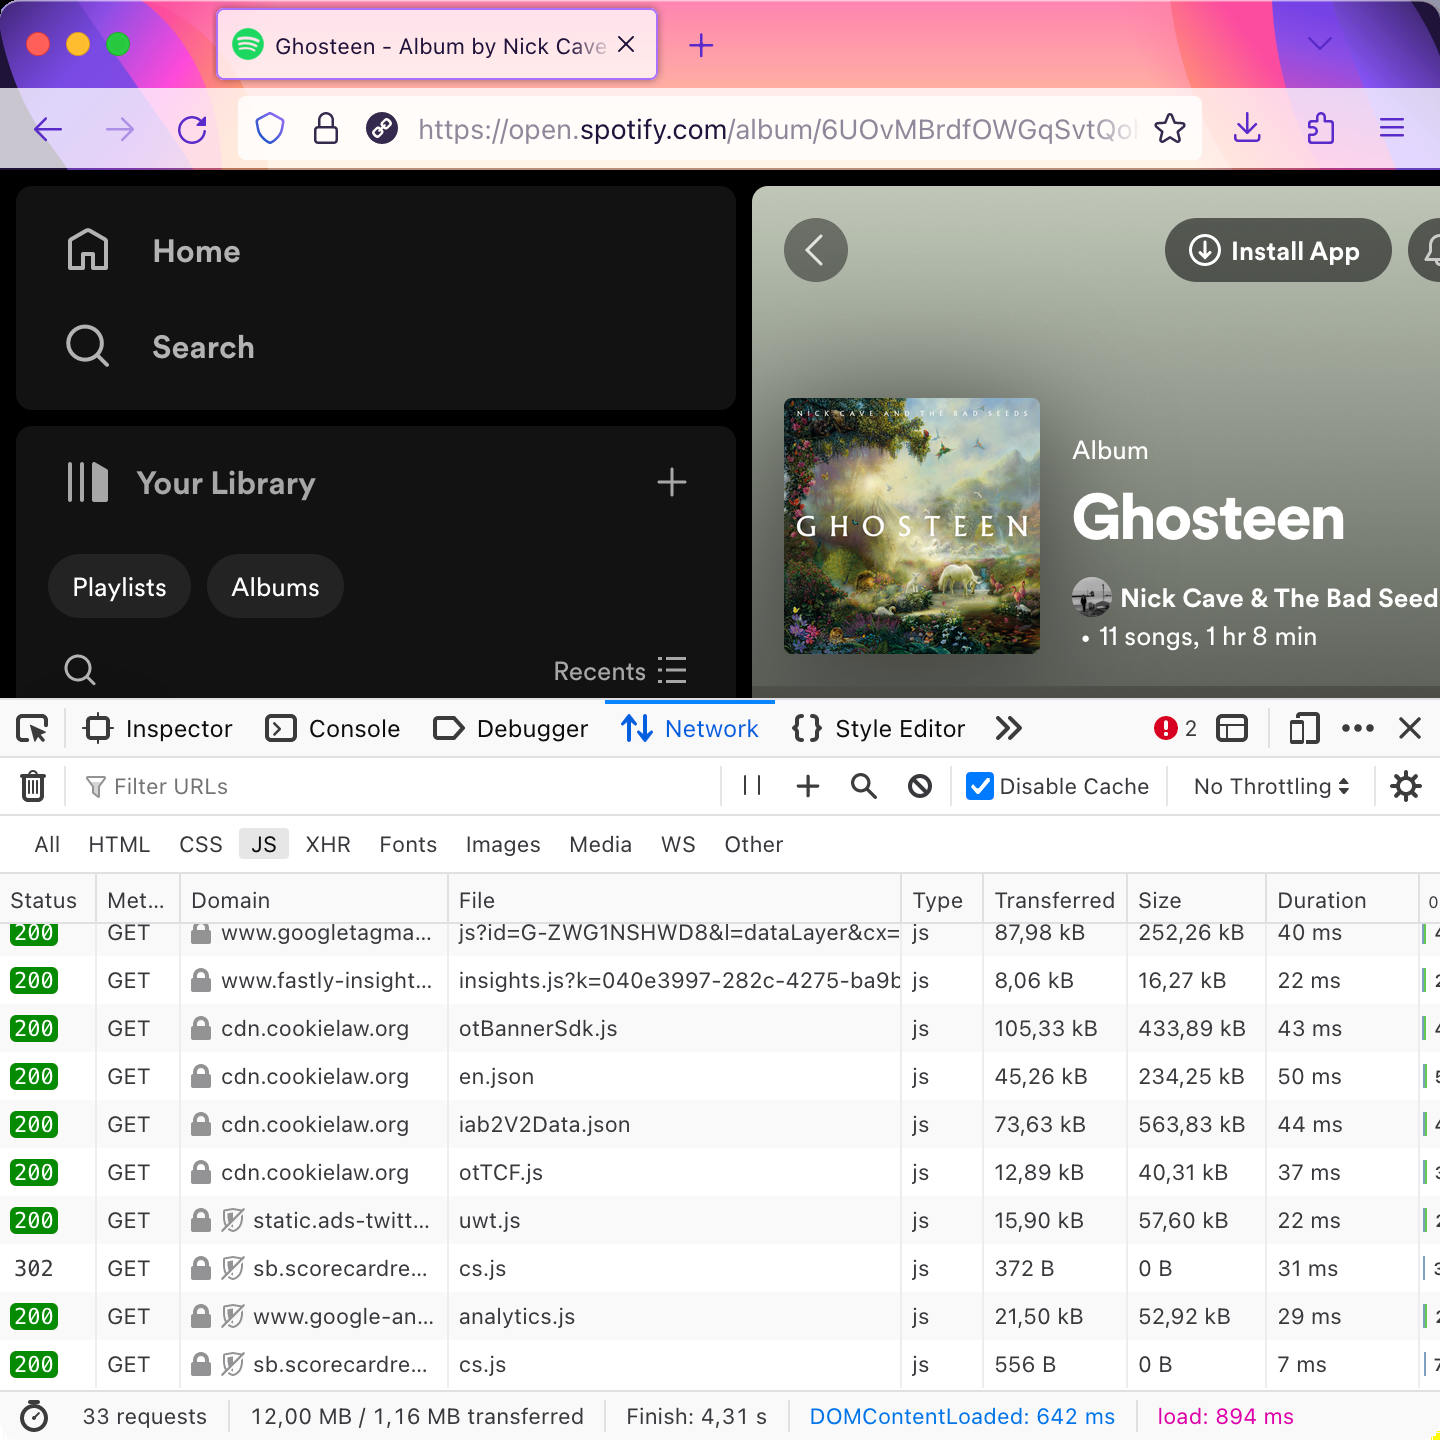 Ghosteen - Album by Nick Cave
https://open.spotify.com/album/6UOvMBrdfOWGqSvtQo
Home
Search
Your Library
Playlists Albums
Recents
Install App
NICK CAVE AND THE BAD SEEDS
GHOSTEEN
Album
Ghosteen
Nick Cave & The Bad Seed
• 11 songs, 1 hr 8 min
Inspector Console Debugger Network Style Editor 2
Filter URLs Disable Cache No Throttling
All HTML CSS JS XHR Fonts Images Media WS Other
Status Met... Domain File Type Transferred Size Duration 0
200 GET www.googletagma... js?id=G-ZWG1NSHWD8&l=dataLayer&cx= js 87,98 kB 252,26 kB 40 ms
200 GET www.fastly-insight... insights.js?k=040e3997-282c-4275-ba9b js 8,06 kB 16,27 kB 22 ms
200 GET cdn.cookielaw.org otBannerSdk.js js 105,33 kB 433,89 kB 43 ms
200 GET cdn.cookielaw.org en.json js 45,26 kB 234,25 kB 50 ms
200 GET cdn.cookielaw.org iab2V2Data.json js 73,63 kB 563,83 kB 44 ms
200 GET cdn.cookielaw.org otTCF.js js 12,89 kB 40,31 kB 37 ms
200 GET static.ads-twitt... uwt.js js 15,90 kB 57,60 kB 22 ms
302 GET sb.scorecardre... cs.js js 372 B 0 B 31 ms
200 GET www.google-an... analytics.js js 21,50 kB 52,92 kB 29 ms
200 GET sb.scorecardre... cs.js js 556 B 0 B 7 ms
33 requests 12,00 MB / 1,16 MB transferred Finish: 4,31 s DOMContentLoaded: 642 ms load: 894 ms